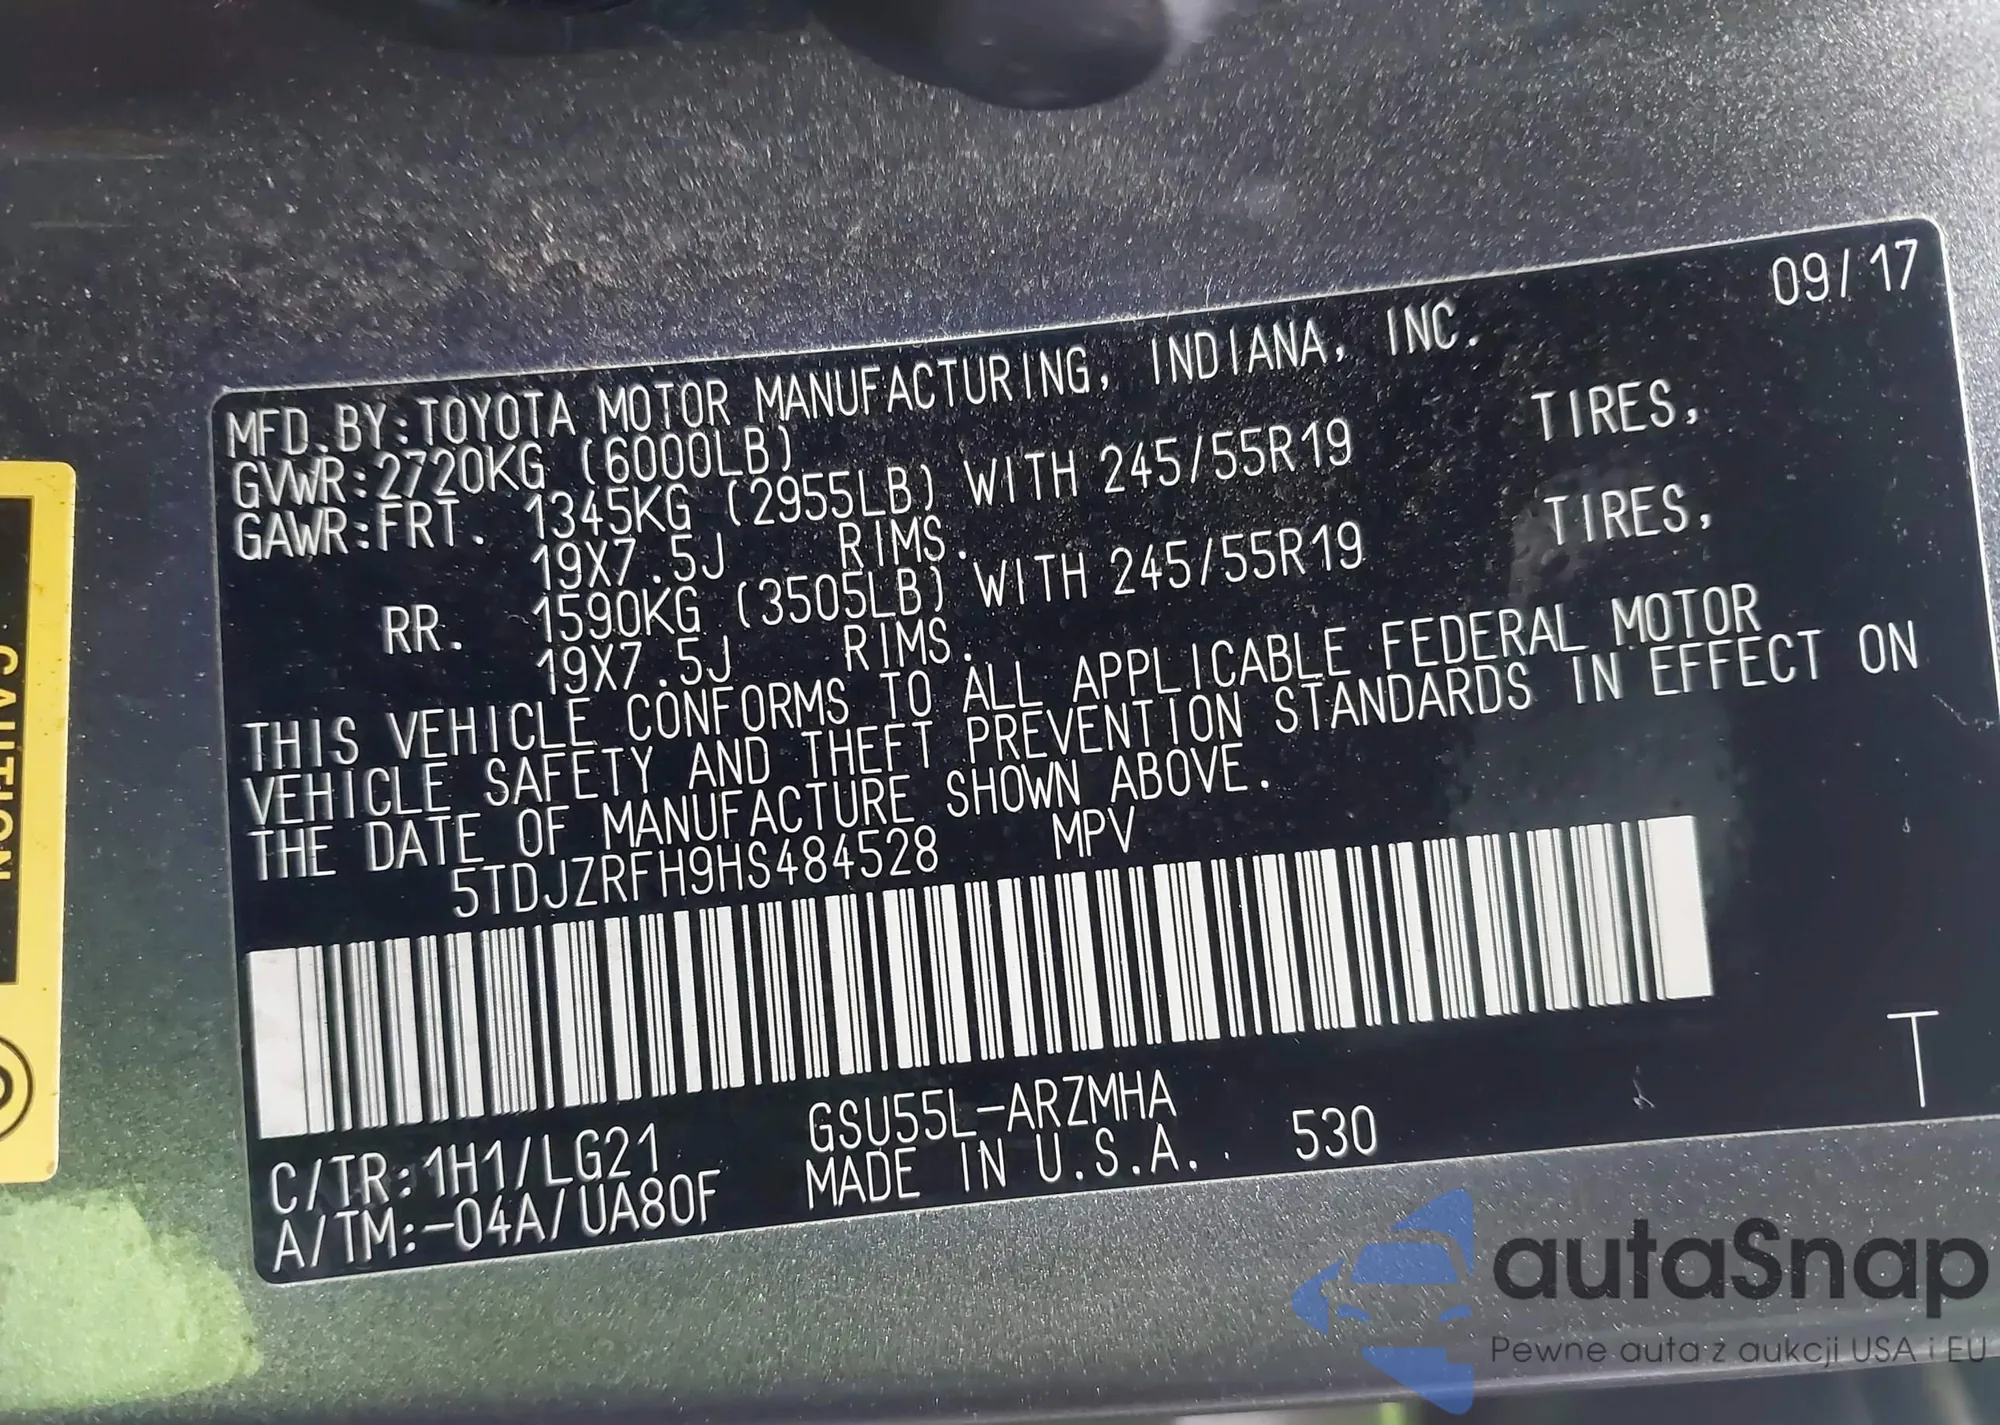 09/17
MFD.BY:TOYOTA MOTOR MANUFACTURING, INDIANA, INC.
GVWR:2720KG (6000LB)
GAWR:FRT. 1345KG (2955LB) WITH 245/55R19 TIRES,
19X7.5J RIMS.
RR. 1590KG (3505LB) WITH 245/55R19 TIRES,
19X7.5J RIMS.
THIS VEHICLE CONFORMS TO ALL APPLICABLE FEDERAL MOTOR
VEHICLE SAFETY AND THEFT PREVENTION STANDARDS IN EFFECT ON
THE DATE OF MANUFACTURE SHOWN ABOVE.
5TDJZRFH9HS484528 MPV
C/TR:1H1/LG21 GSU55L-ARZMHA
A/TM:-04A/UA80F MADE IN U.S.A. 530
T
CAUTION
autaSnap
Pewne auta z aukcji USA i EU